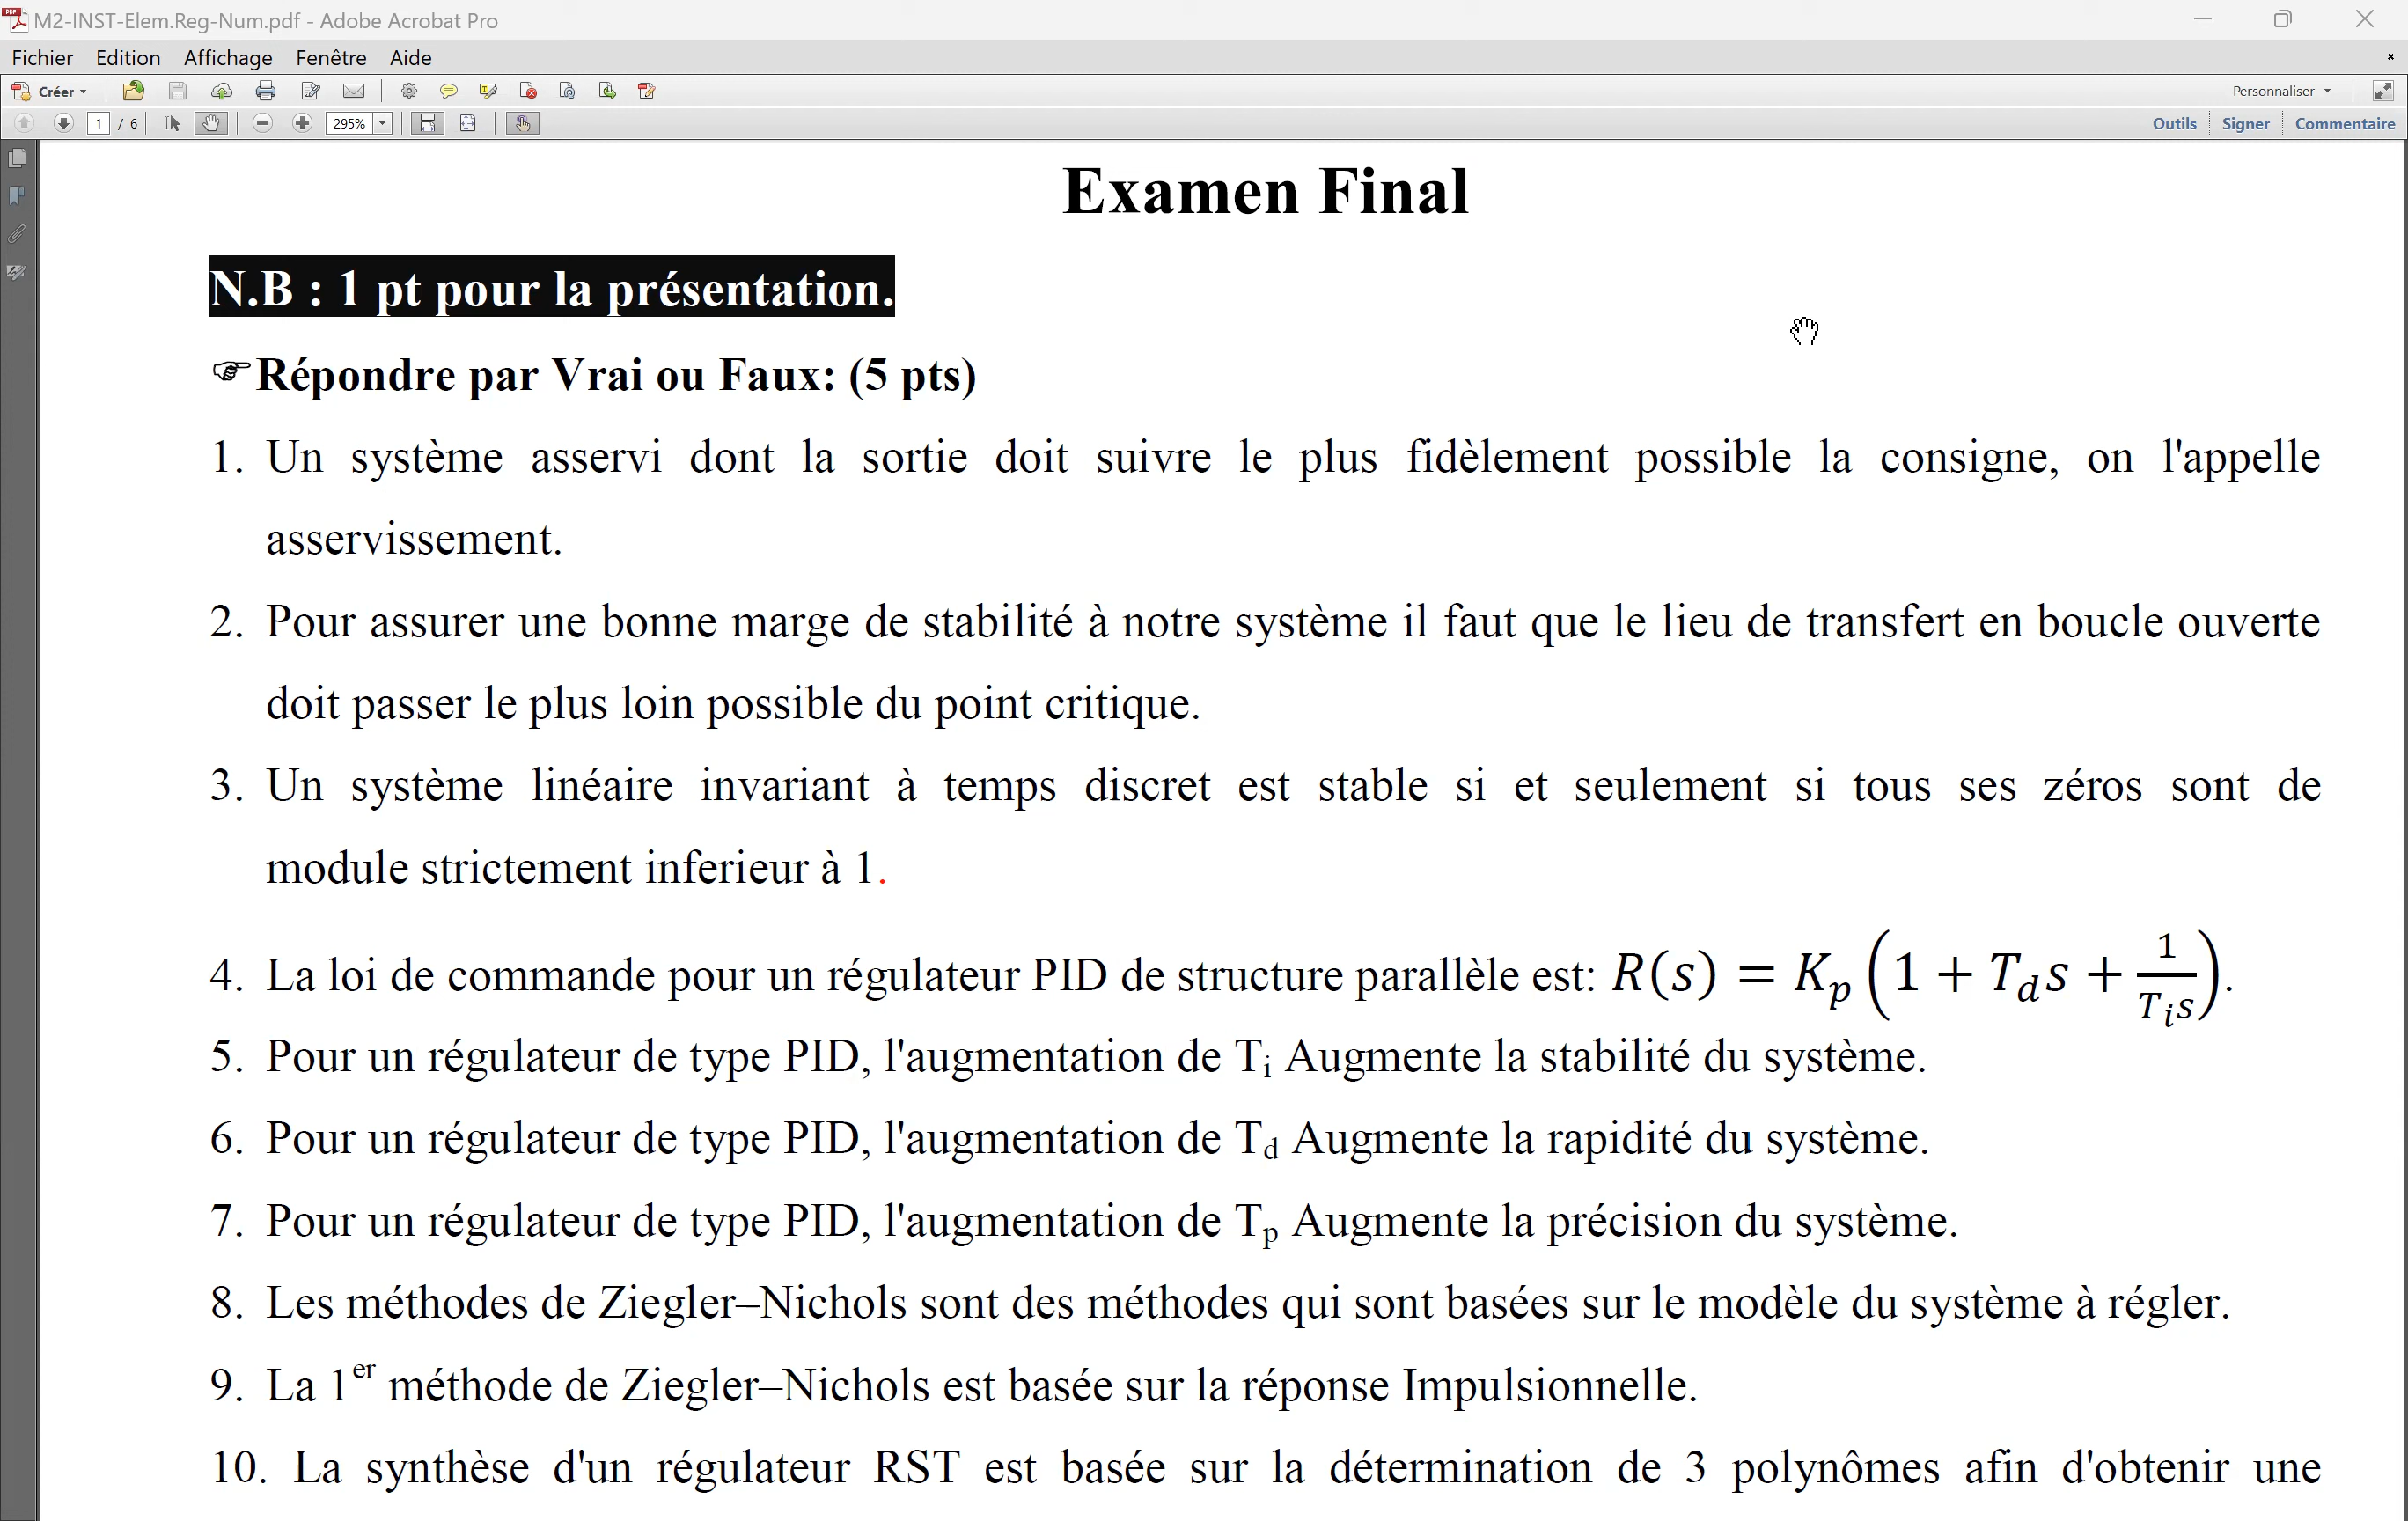 M2-INST-Elem.Reg-Num.pdf - Adobe Acrobat Pro
Fichier Edition Affichage Fenêtre Aide
Créer Personnaliser
1 / 6 295% Outils Signer Commentaire
Examen Final
N.B : 1 pt pour la présentation.
☞Répondre par Vrai ou Faux: (5 pts)
1. Un système asservi dont la sortie doit suivre le plus fidèlement possible la consigne, on l'appelle
asservissement.
2. Pour assurer une bonne marge de stabilité à notre système il faut que le lieu de transfert en boucle ouverte
doit passer le plus loin possible du point critique.
3. Un système linéaire invariant à temps discret est stable si et seulement si tous ses zéros sont de
module strictement inferieur à 1.
4. La loi de commande pour un régulateur PID de structure parallèle est: R(s) = K_p (1 + T_d s + 1/(T_i s)).
5. Pour un régulateur de type PID, l'augmentation de T_i Augmente la stabilité du système.
6. Pour un régulateur de type PID, l'augmentation de T_d Augmente la rapidité du système.
7. Pour un régulateur de type PID, l'augmentation de T_p Augmente la précision du système.
8. Les méthodes de Ziegler–Nichols sont des méthodes qui sont basées sur le modèle du système à régler.
9. La 1er méthode de Ziegler–Nichols est basée sur la réponse Impulsionnelle.
10. La synthèse d'un régulateur RST est basée sur la détermination de 3 polynômes afin d'obtenir une